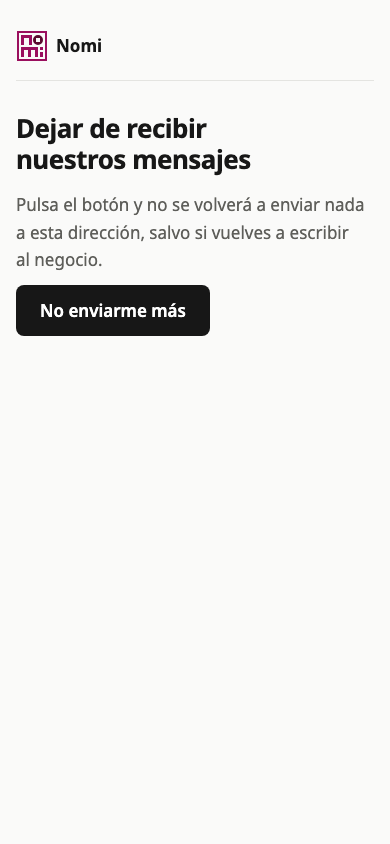 nomi
Nomi
Dejar de recibir
nuestros mensajes
Pulsa el botón y no se volverá a enviar nada
a esta dirección, salvo si vuelves a escribir
al negocio.
No enviarme más